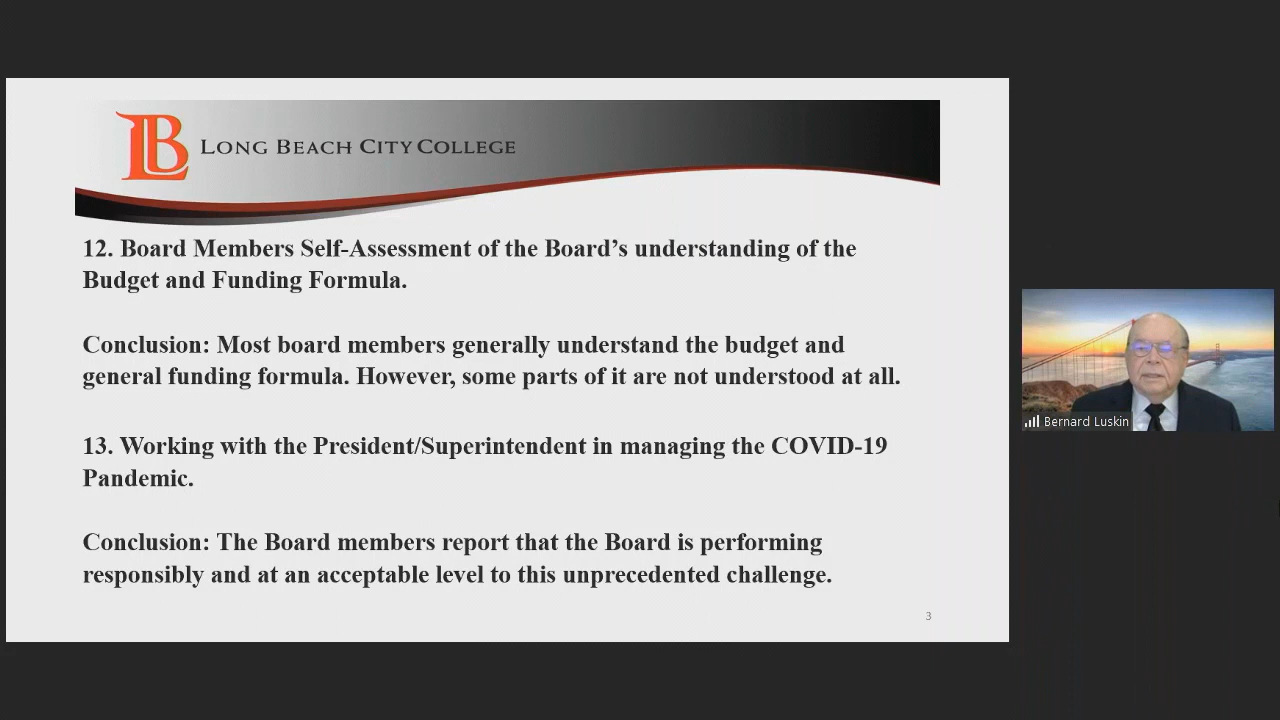 LB
LONG BEACH CITY COLLEGE
12. Board Members Self-Assessment of the Board’s understanding of the
Budget and Funding Formula.
Conclusion: Most board members generally understand the budget and
general funding formula. However, some parts of it are not understood at all.
13. Working with the President/Superintendent in managing the COVID-19
Pandemic.
Conclusion: The Board members report that the Board is performing
responsibly and at an acceptable level to this unprecedented challenge.
3
Bernard Luskin